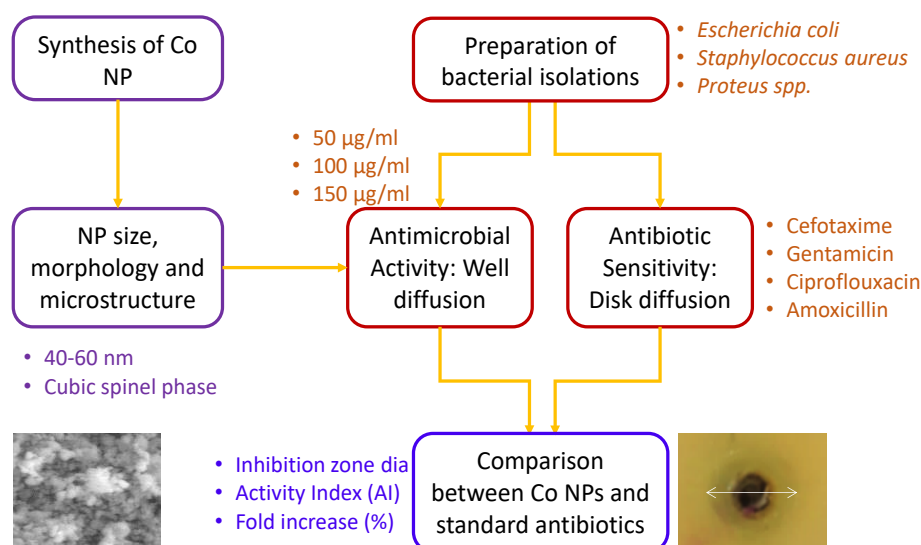 Synthesis of Co
NP
Preparation of
bacterial isolations
• Escherichia coli
• Staphylococcus aureus
• Proteus spp.
• 50 µg/ml
• 100 µg/ml
• 150 µg/ml
NP size,
morphology and
microstructure
Antimicrobial
Activity: Well
diffusion
Antibiotic
Sensitivity:
Disk diffusion
• Cefotaxime
• Gentamicin
• Ciproflouxacin
• Amoxicillin
• 40-60 nm
• Cubic spinel phase
• Inhibition zone dia
• Activity Index (AI)
• Fold increase (%)
Comparison
between Co NPs and
standard antibiotics